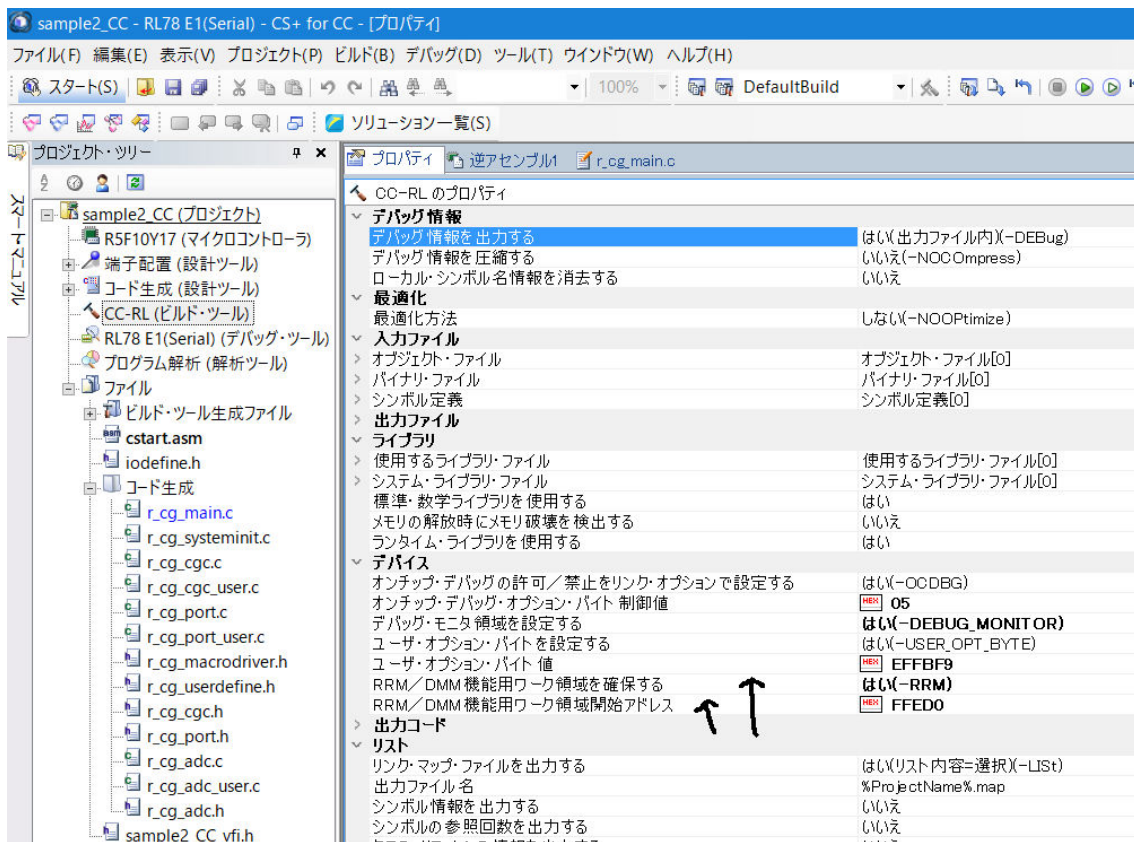 sample2_CC - RL78 E1(Serial) - CS+ for CC - [プロパティ]
ファイル(F) 編集(E) 表示(V) プロジェクト(P) ビルド(B) デバッグ(D) ツール(T) ウインドウ(W) ヘルプ(H)
スタート(S) 100% DefaultBuild
ソリューション一覧(S)
プロジェクト・ツリー
スマート・マニュアル
sample2_CC (プロジェクト)
R5F10Y17 (マイクロコントローラ)
端子配置 (設計ツール)
コード生成 (設計ツール)
CC-RL (ビルド・ツール)
RL78 E1(Serial) (デバッグ・ツール)
プログラム解析 (解析ツール)
ファイル
ビルド・ツール生成ファイル
cstart.asm
iodefine.h
コード生成
r_cg_main.c
r_cg_systeminit.c
r_cg_cgc.c
r_cg_cgc_user.c
r_cg_port.c
r_cg_port_user.c
r_cg_macrodriver.h
r_cg_userdefine.h
r_cg_cgc.h
r_cg_port.h
r_cg_adc.c
r_cg_adc_user.c
r_cg_adc.h
sample2_CC_vfi.h
プロパティ 逆アセンブル1 r_cg_main.c
CC-RL のプロパティ
デバッグ情報
デバッグ情報を出力する はい(出力ファイル内)(-DEBug)
デバッグ情報を圧縮する いいえ(-NOCOmpress)
ローカル・シンボル名情報を消去する いいえ
最適化
最適化方法 しない(-NOOPtimize)
入力ファイル
オブジェクト・ファイル オブジェクト・ファイル[0]
バイナリ・ファイル バイナリ・ファイル[0]
シンボル定義 シンボル定義[0]
出力ファイル
ライブラリ
使用するライブラリ・ファイル 使用するライブラリ・ファイル[0]
システム・ライブラリ・ファイル システム・ライブラリ・ファイル[0]
標準・数学ライブラリを使用する はい
メモリの解放時にメモリ破壊を検出する いいえ
ランタイム・ライブラリを使用する はい
デバイス
オンチップ・デバッグの許可／禁止をリンク・オプションで設定する はい(-OCDBG)
オンチップ・デバッグ・オプション・バイト制御値 HEX 05
デバッグ・モニタ領域を設定する はい(-DEBUG_MONITOR)
ユーザ・オプション・バイトを設定する はい(-USER_OPT_BYTE)
ユーザ・オプション・バイト値 HEX EFFBF9
RRM／DMM機能用ワーク領域を確保する はい(-RRM)
RRM／DMM機能用ワーク領域開始アドレス HEX FFED0
出力コード
リスト
リンク・マップ・ファイルを出力する はい(リスト内容=選択)(-LISt)
出力ファイル名 %ProjectName%.map
シンボル情報を出力する いいえ
シンボルの参照回数を出力する いいえ